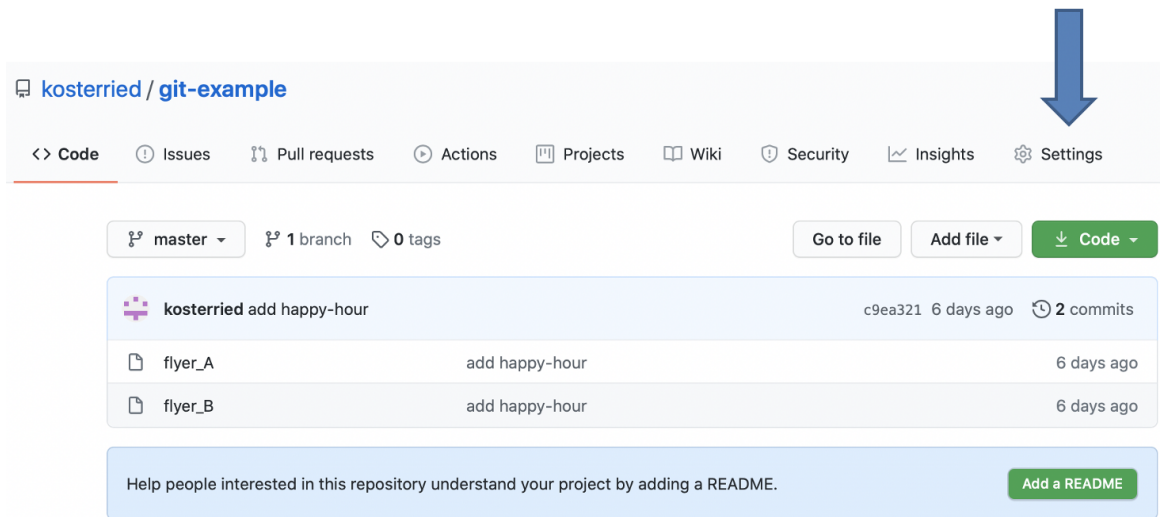 kosterried / git-example
<> Code Issues Pull requests Actions Projects Wiki Security Insights Settings
master 1 branch 0 tags Go to file Add file Code
kosterried add happy-hour c9ea321 6 days ago 2 commits
flyer_A add happy-hour 6 days ago
flyer_B add happy-hour 6 days ago
Help people interested in this repository understand your project by adding a README. Add a README